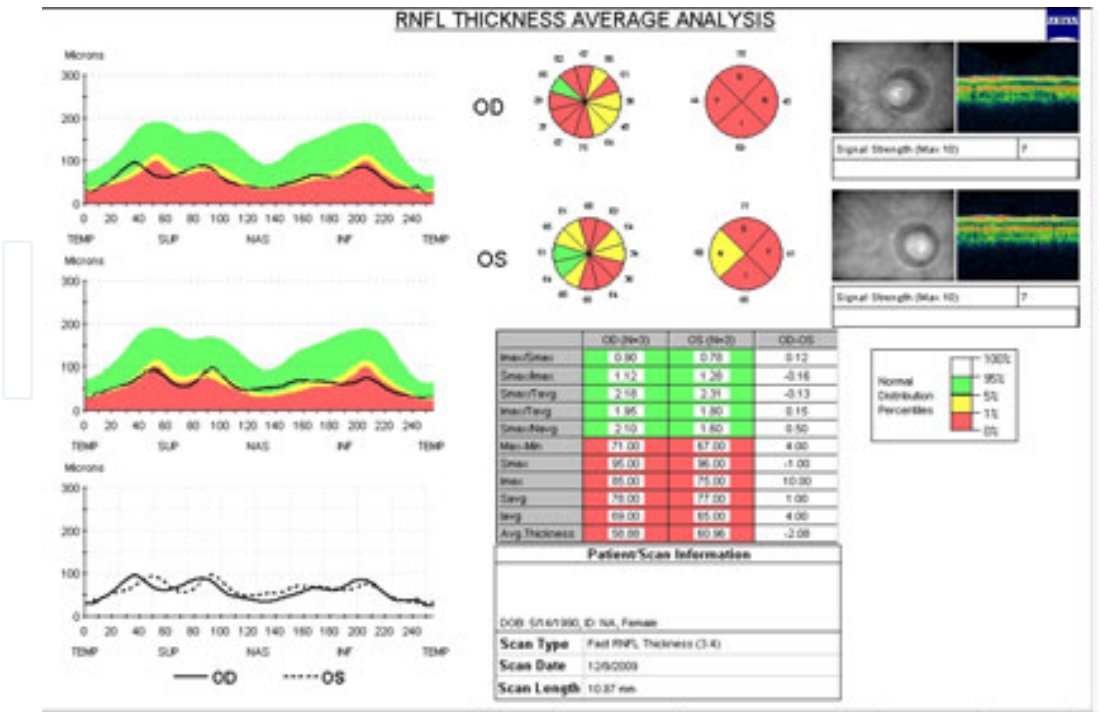 RNFL THICKNESS AVERAGE ANALYSIS
ZEISS
Microns
300
200
100
0
0 20 40 60 80 100 120 140 160 180 200 220 240
TEMP SUP NAS INF TEMP
Microns
300
200
100
0
0 20 40 60 80 100 120 140 160 180 200 220 240
TEMP SUP NAS INF TEMP
Microns
300
200
100
0
0 20 40 60 80 100 120 140 160 180 200 220 240
TEMP SUP NAS INF TEMP
OD OS
OD
OS
Signal Strength (Max 10) 7
Signal Strength (Max 10) 7
OD (N=3) OS (N=3) OD-OS
Imax/Smax 0.90 0.78 0.12
Smax/Imax 1.12 1.28 -0.16
Smax/Tavg 2.18 2.31 -0.13
Imax/Tavg 1.95 1.80 0.15
Smax/Navg 2.10 1.60 0.50
Max-Min 71.00 67.00 4.00
Smax 95.00 96.00 -1.00
Imax 85.00 75.00 10.00
Savg 78.00 77.00 1.00
Iavg 69.00 65.00 4.00
Avg.Thickness 58.88 60.96 -2.08
Normal
Distribution
Percentiles
100%
95%
5%
1%
0%
Patient/Scan Information
ID: NA, Female
Scan Type Fast RNFL Thickness (3.4)
Scan Date
Scan Length 10.87 mm